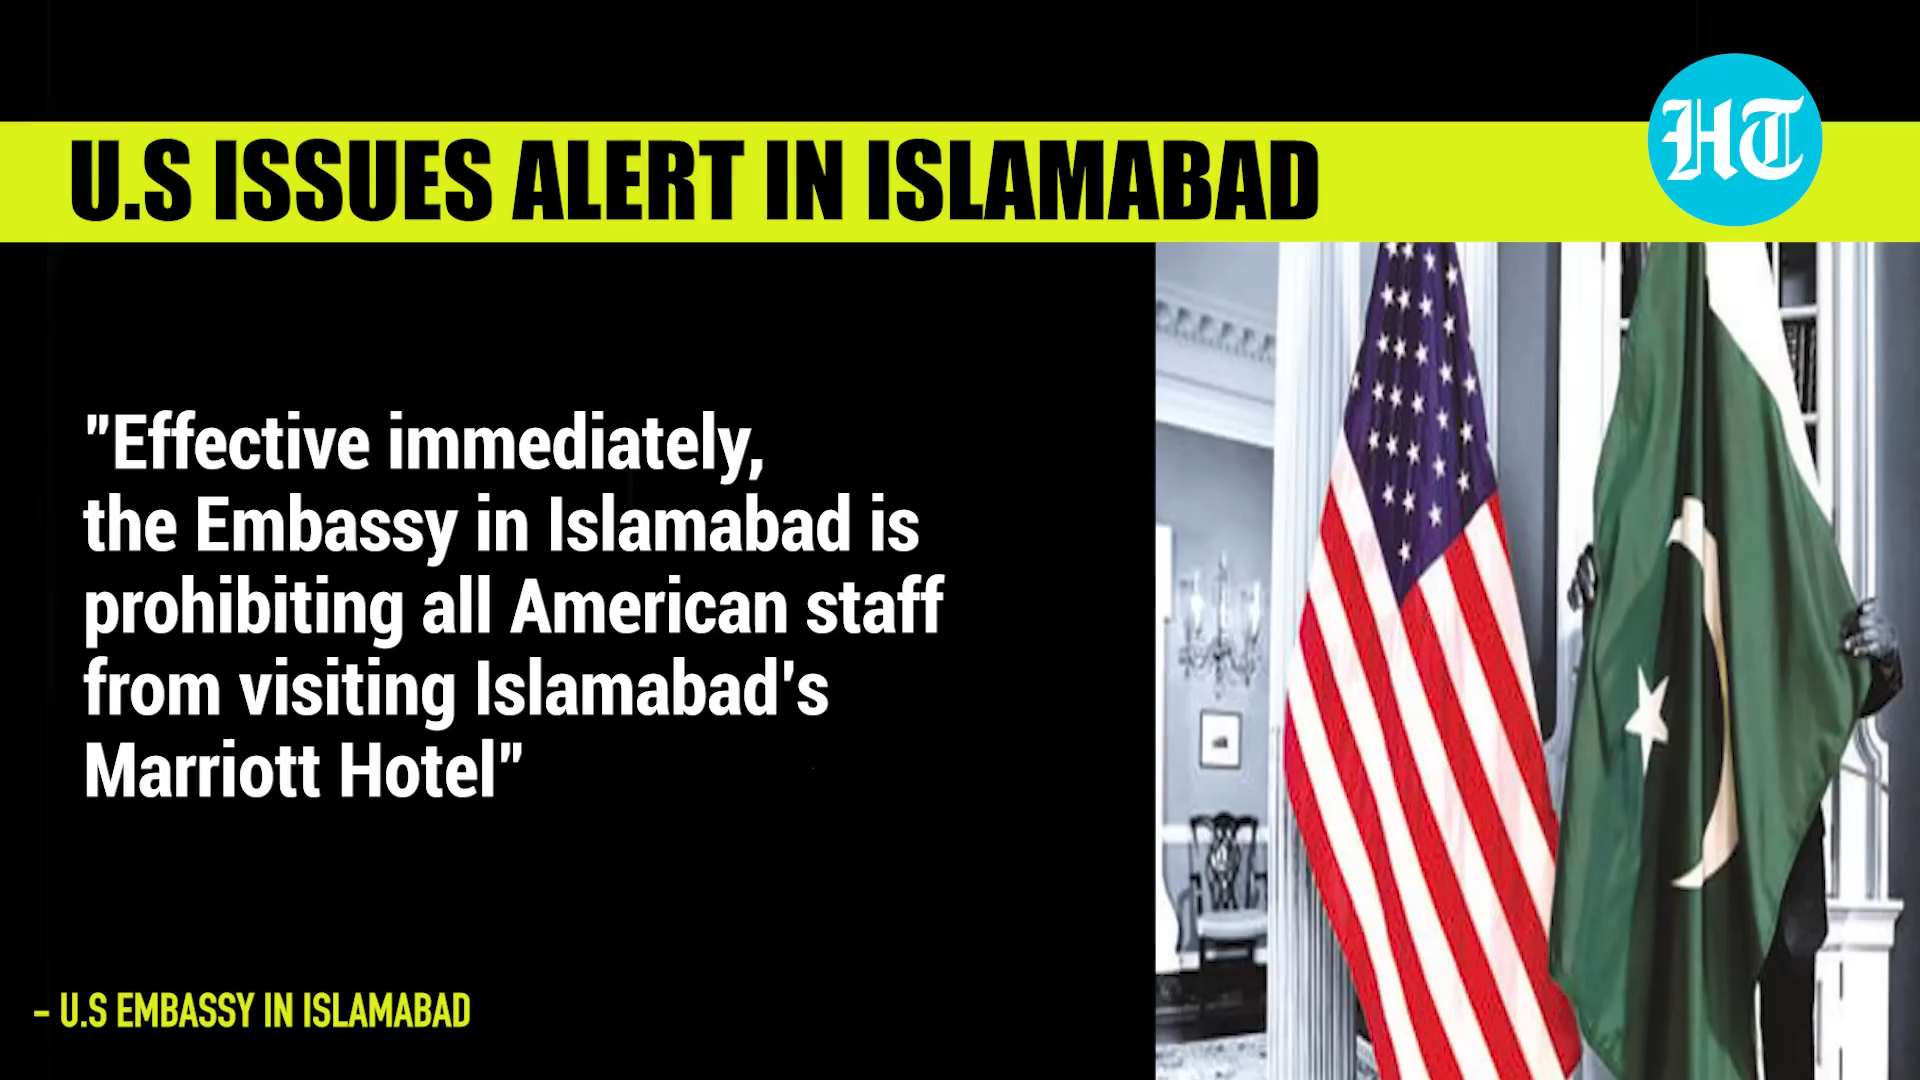 HT
U.S ISSUES ALERT IN ISLAMABAD
"Effective immediately,
the Embassy in Islamabad is
prohibiting all American staff
from visiting Islamabad's
Marriott Hotel"
- U.S EMBASSY IN ISLAMABAD